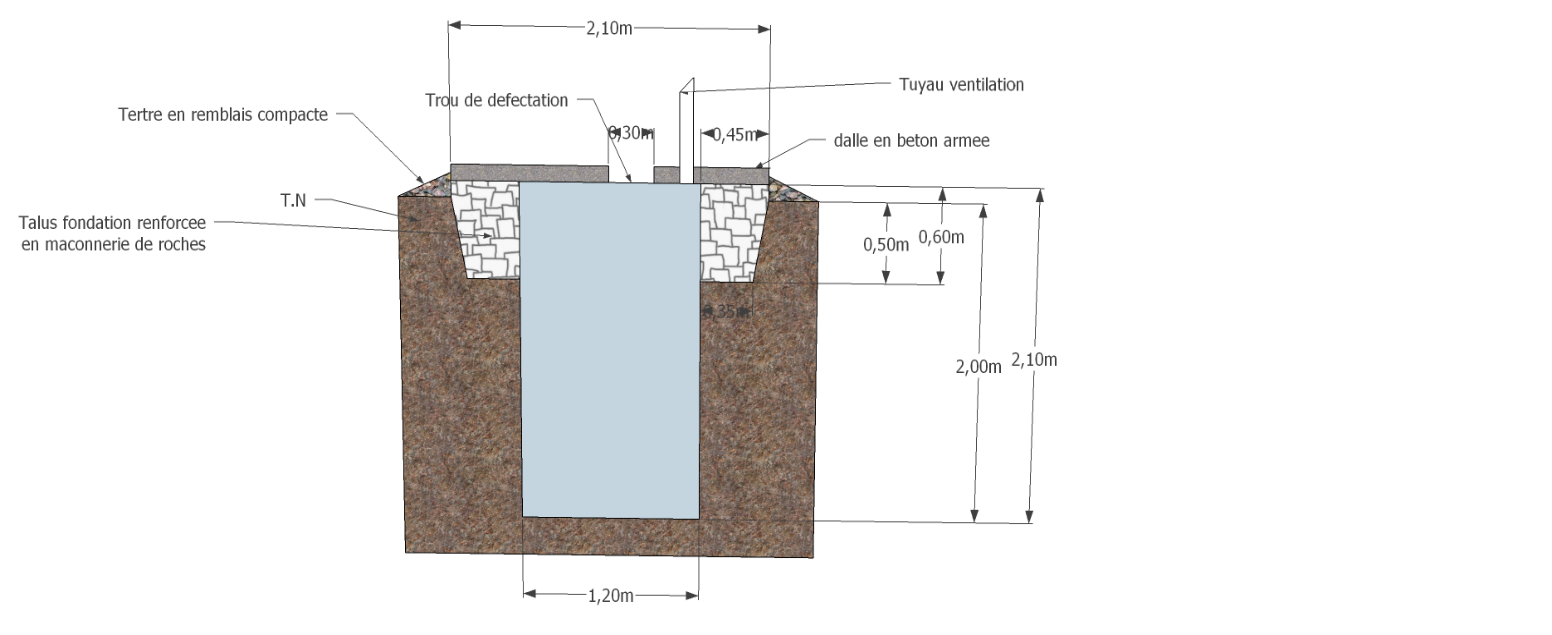 2,10m
Tuyau ventilation
Trou de defectation
Tertre en remblais compacte
0,30m
0,45m
dalle en beton armee
T.N
Talus fondation renforcee
en maconnerie de roches
0,50m
0,60m
0,35m
2,00m
2,10m
1,20m